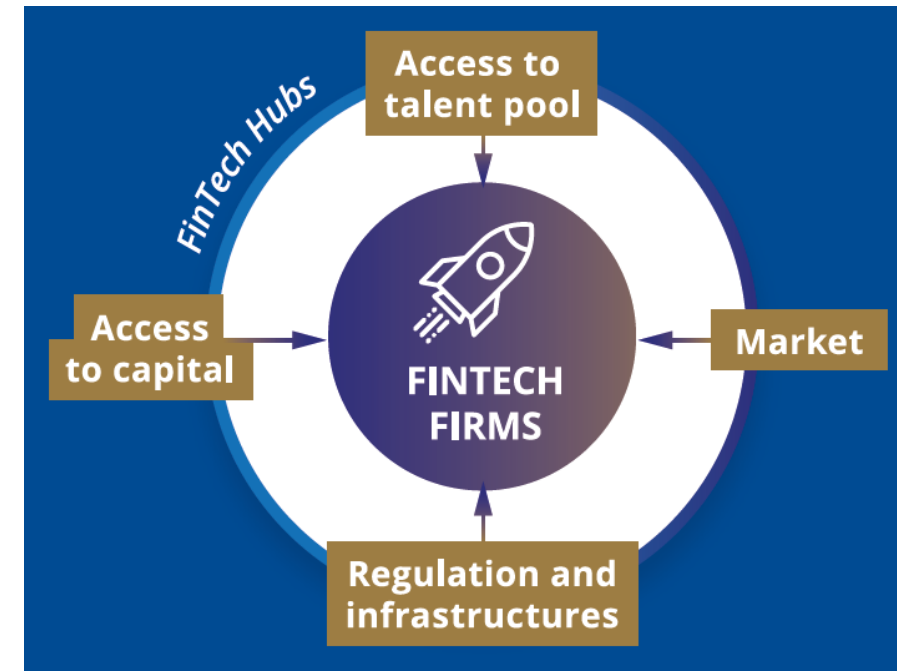 Access to
talent pool
FinTech Hubs
Access
to capital
FINTECH
FIRMS
Market
Regulation and
infrastructures